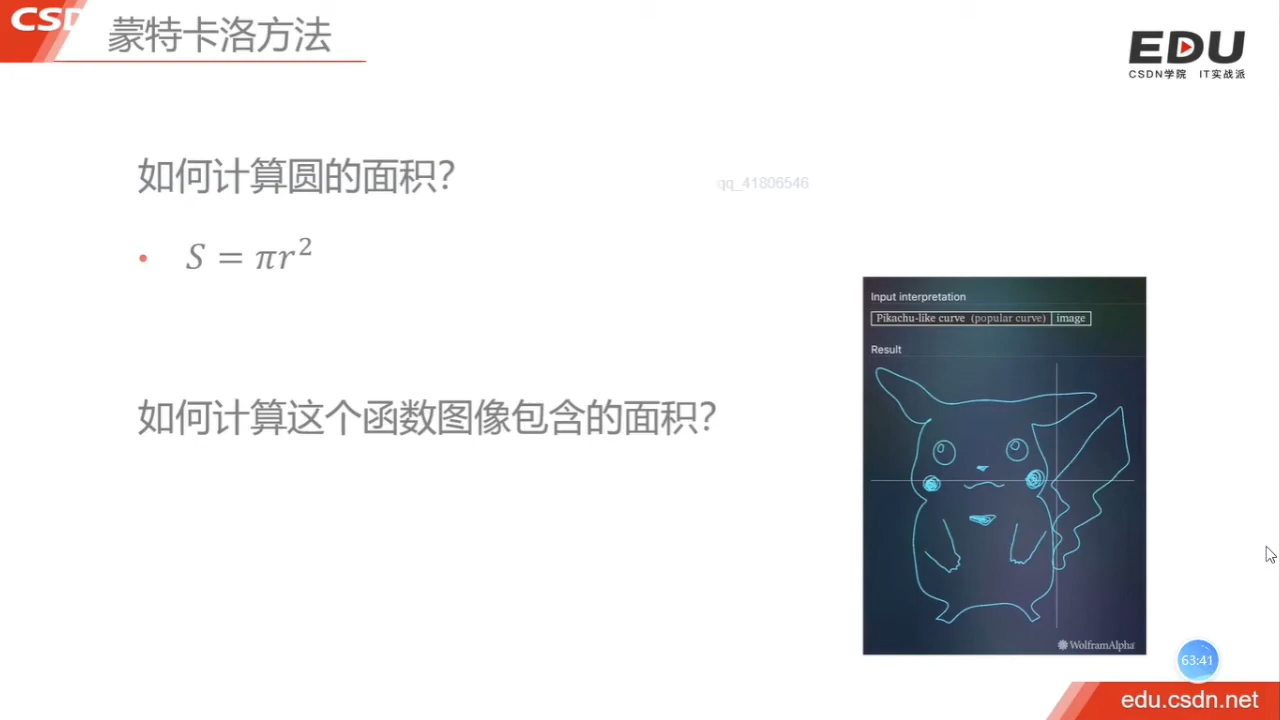 CSD
蒙特卡洛方法
EDU
CSDN学院 IT实战派
如何计算圆的面积?
qq_41806546
• S = πr²
Input interpretation
Pikachu-like curve (popular curve) | image
Result
如何计算这个函数图像包含的面积?
WolframAlpha
63:41
edu.csdn.net